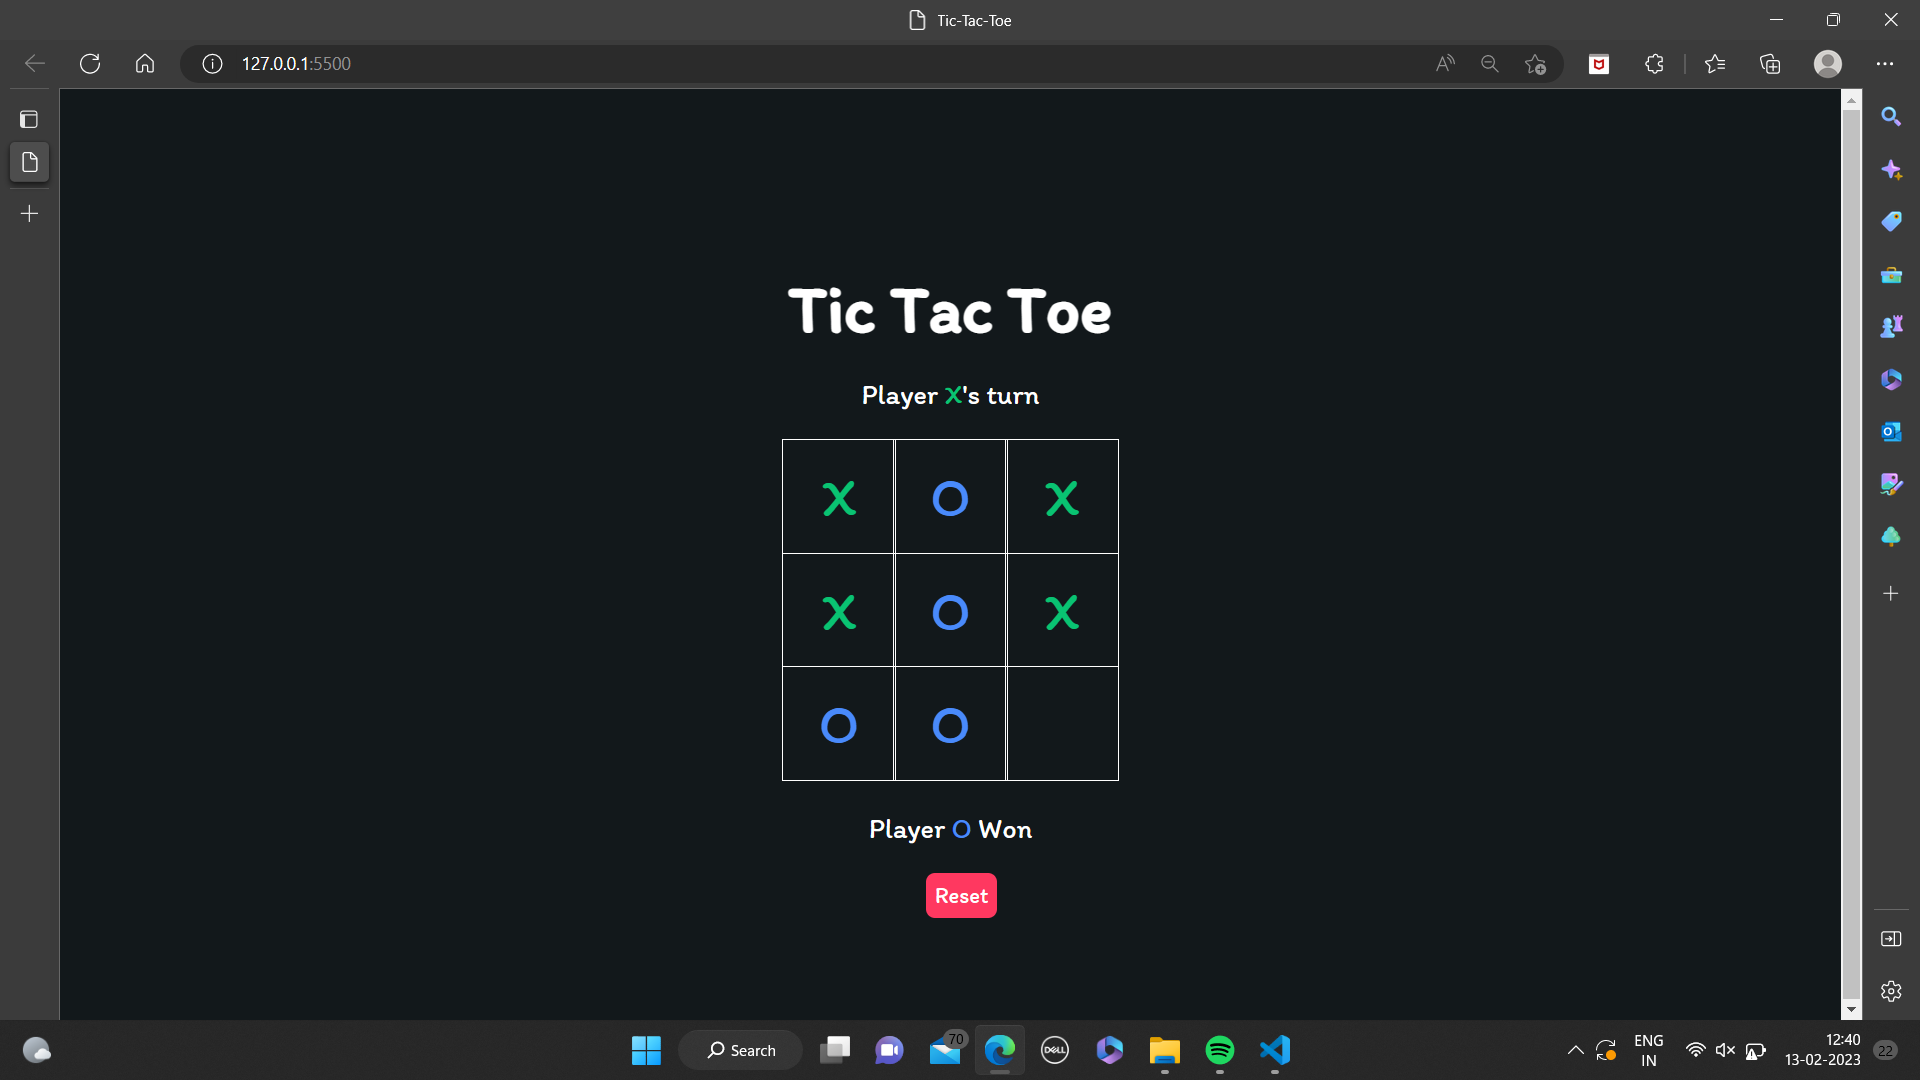 Tic-Tac-Toe
127.0.0.1:5500
Tic Tac Toe
Player X's turn
X O X
X O X
O O
Player O Won
Reset
Search
70
DELL
ENG
IN
12:40
13-02-2023
22